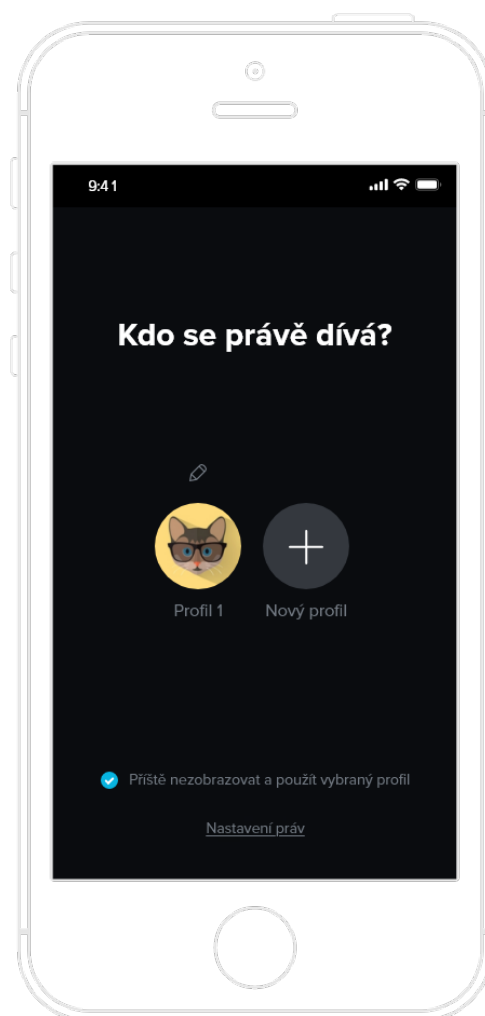 9:41
Kdo se právě dívá?
Profil 1
Nový profil
Příště nezobrazovat a použít vybraný profil
Nastavení práv